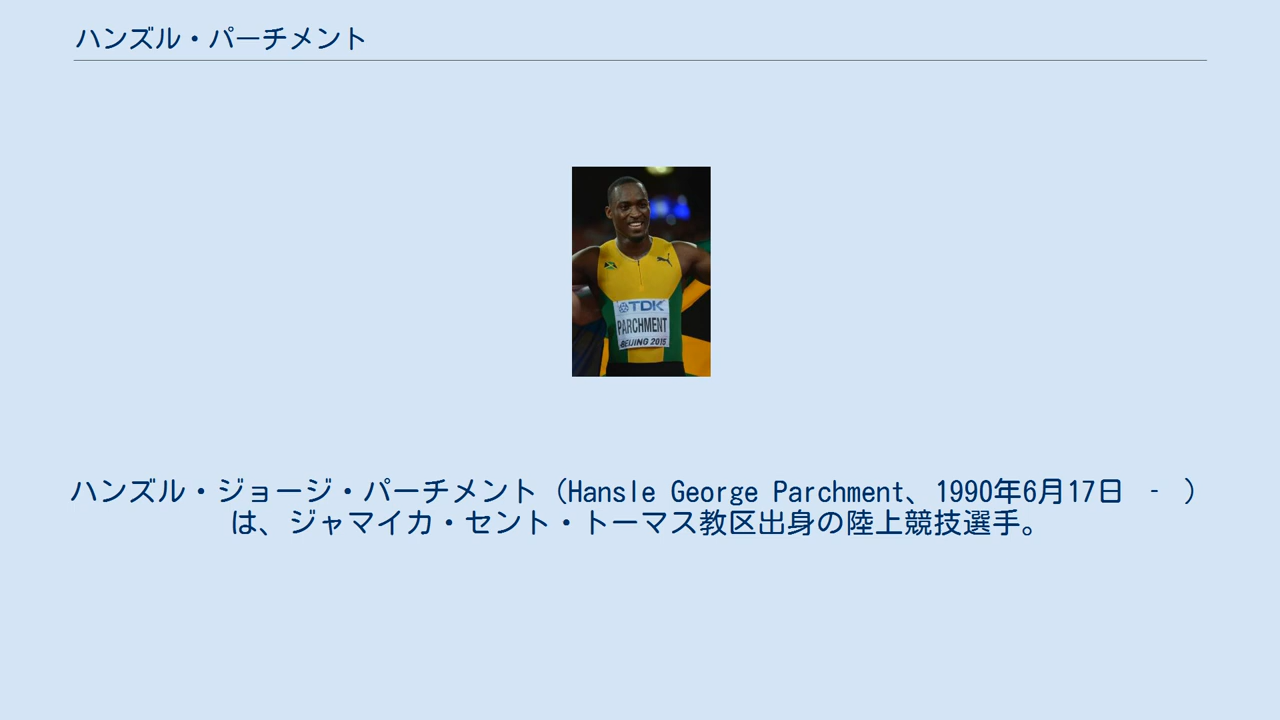 ハンズル・パーチメント
TDK
PARCHMENT
BEIJING 2015
ハンズル・ジョージ・パーチメント（Hansle George Parchment、1990年6月17日 - ）
は、ジャマイカ・セント・トーマス教区出身の陸上競技選手。